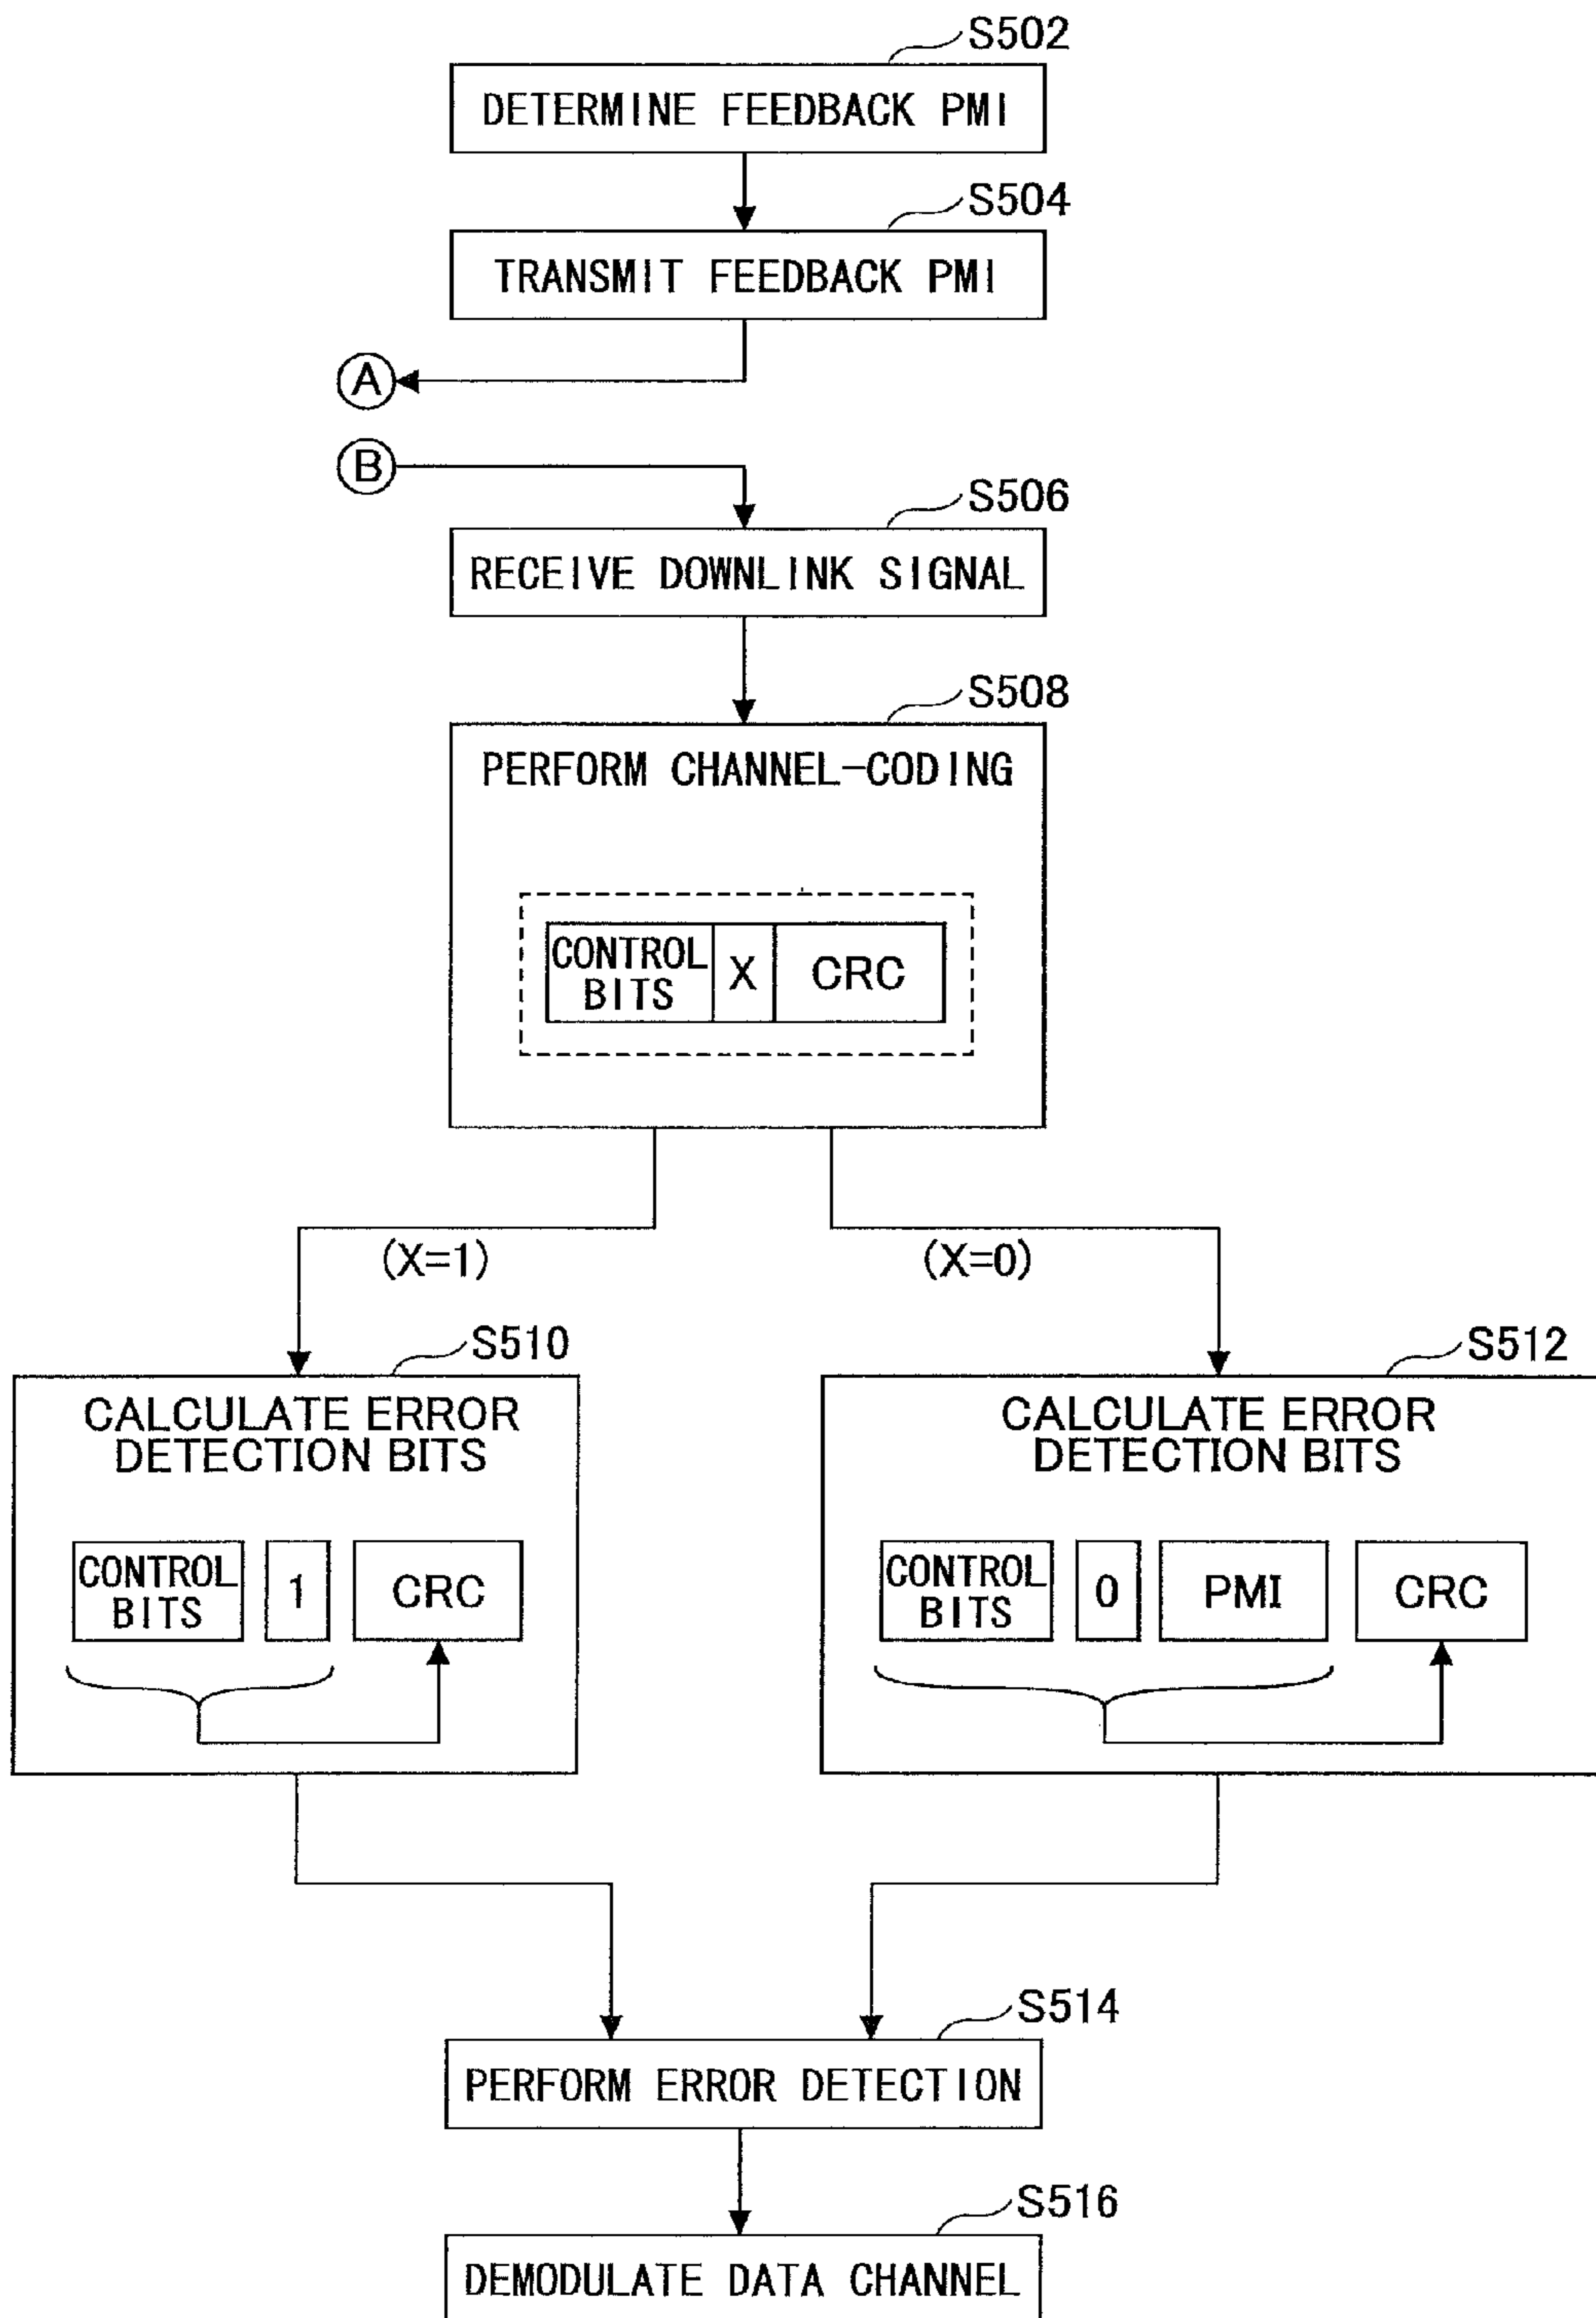 S502
DETERMINE FEEDBACK PMI
S504
TRANSMIT FEEDBACK PMI
A
B
S506
RECEIVE DOWNLINK SIGNAL
S508
PERFORM CHANNEL-CODING
CONTROL
BITS
X
CRC
(X=1)
(X=0)
S510
CALCULATE ERROR
DETECTION BITS
CONTROL
BITS
1
CRC
S512
CALCULATE ERROR
DETECTION BITS
CONTROL
BITS
0
PMI
CRC
S514
PERFORM ERROR DETECTION
S516
DEMODULATE DATA CHANNEL